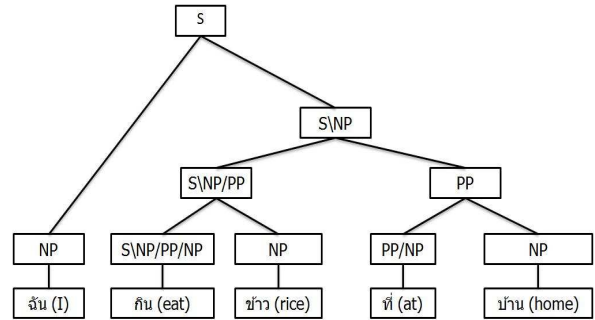 S
S\NP
S\NP/PP PP
NP S\NP/PP/NP NP PP/NP NP
ฉัน (I) กิน (eat) ข้าว (rice) ที่ (at) บ้าน (home)